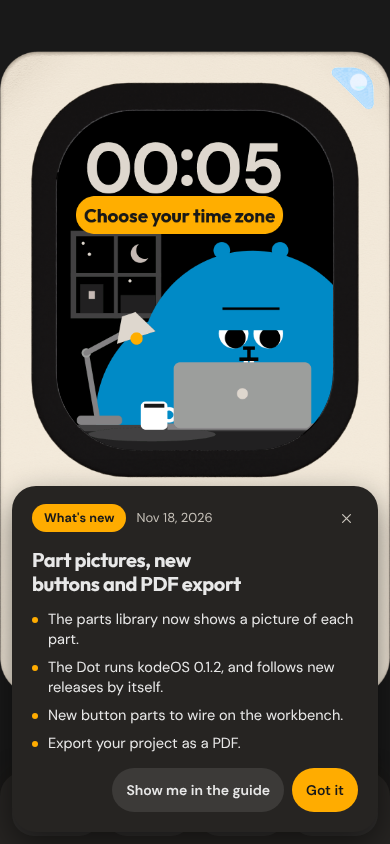 00:05
Choose your time zone
What's new
Nov 18, 2026
Part pictures, new
buttons and PDF export
The parts library now shows a picture of each
part.
The Dot runs kodeOS 0.1.2, and follows new
releases by itself.
New button parts to wire on the workbench.
Export your project as a PDF.
Show me in the guide
Got it